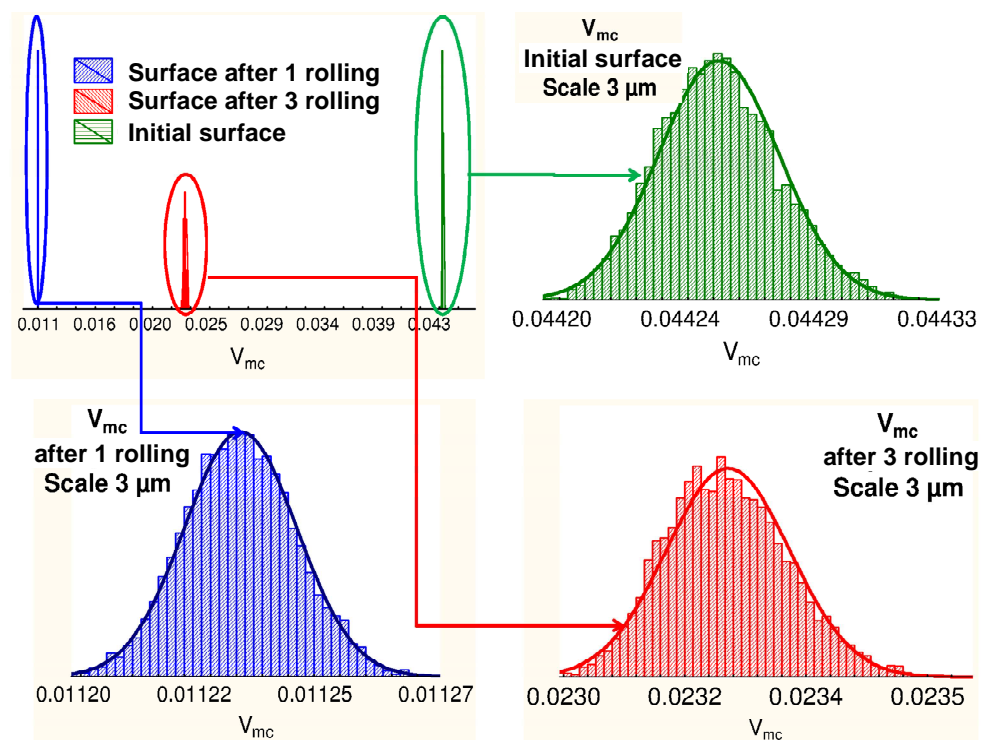 Surface after 1 rolling
Surface after 3 rolling
Initial surface
0.011 0.016 0.020 0.025 0.029 0.034 0.039 0.043
Vmc
Vmc
Initial surface
Scale 3 µm
0.04420 0.04424 0.04429 0.04433
Vmc
Vmc
after 1 rolling
Scale 3 µm
0.01120 0.01122 0.01125 0.01127
Vmc
Vmc
after 3 rolling
Scale 3 µm
0.0230 0.0232 0.0234 0.0235
Vmc